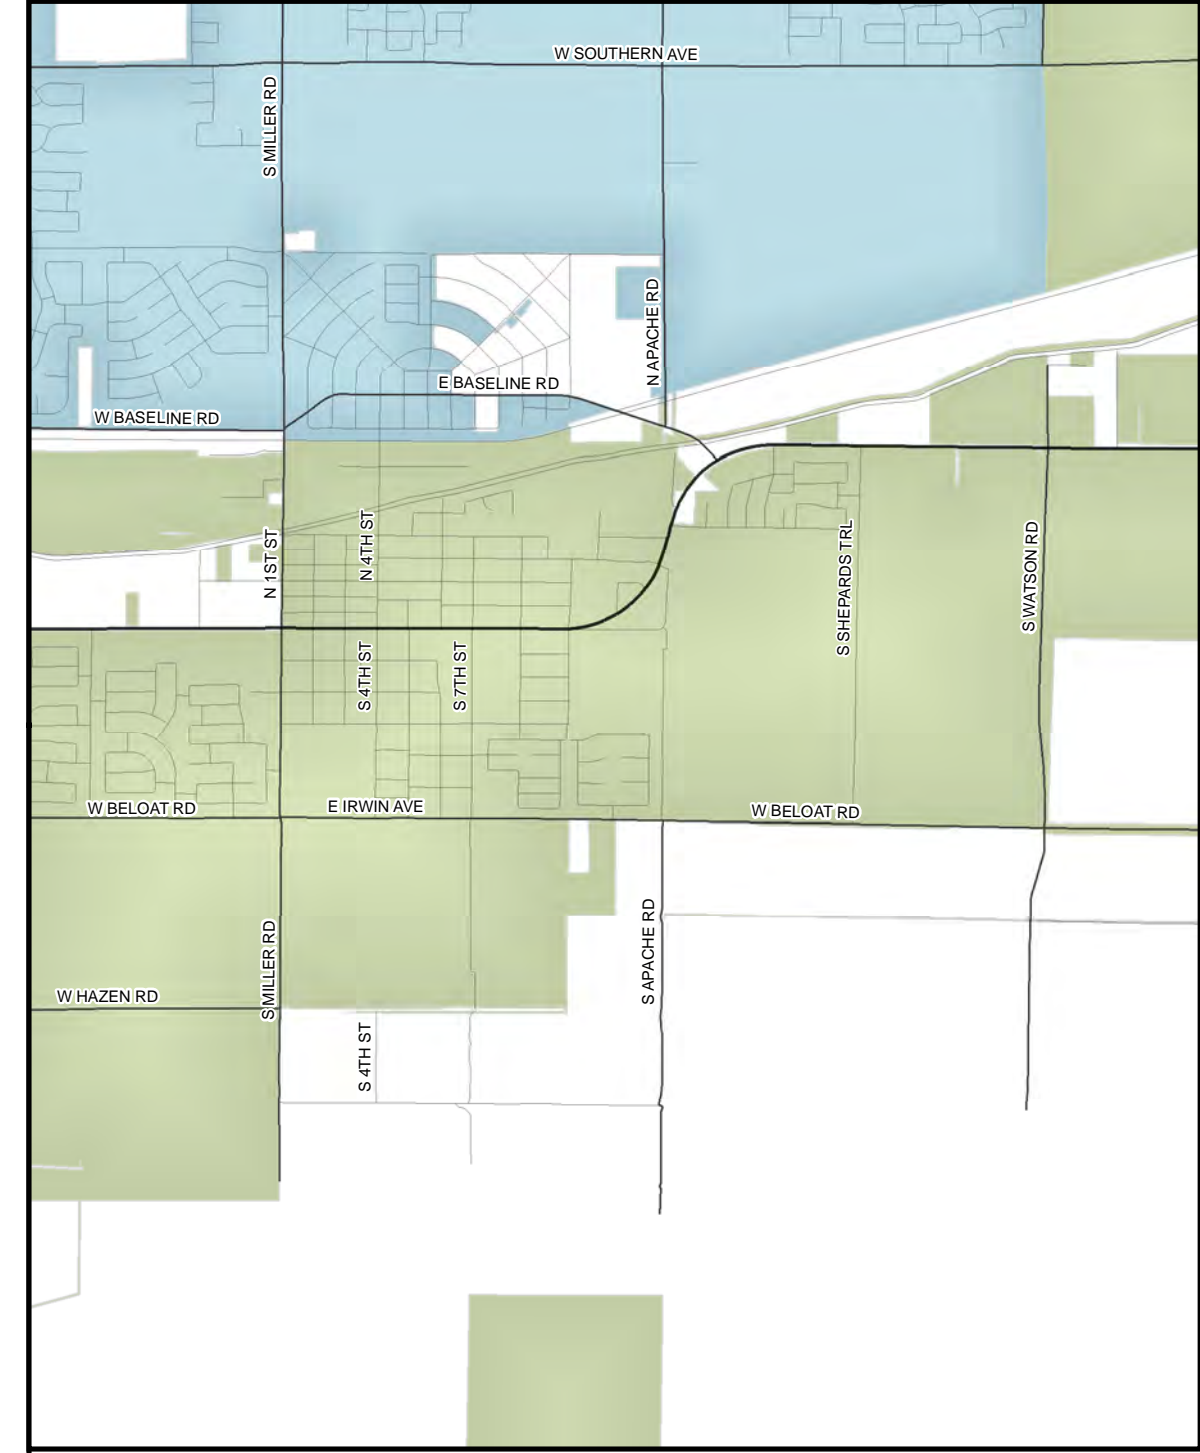 W SOUTHERN AVE
S MILLER RD
N APACHE RD
E BASELINE RD
W BASELINE RD
N 4TH ST
N 1ST ST
S SHEPARDS TRL
S WATSON RD
S 4TH ST
S 7TH ST
W BELOAT RD
E IRWIN AVE
W BELOAT RD
S MILLER RD
S APACHE RD
W HAZEN RD
S 4TH ST